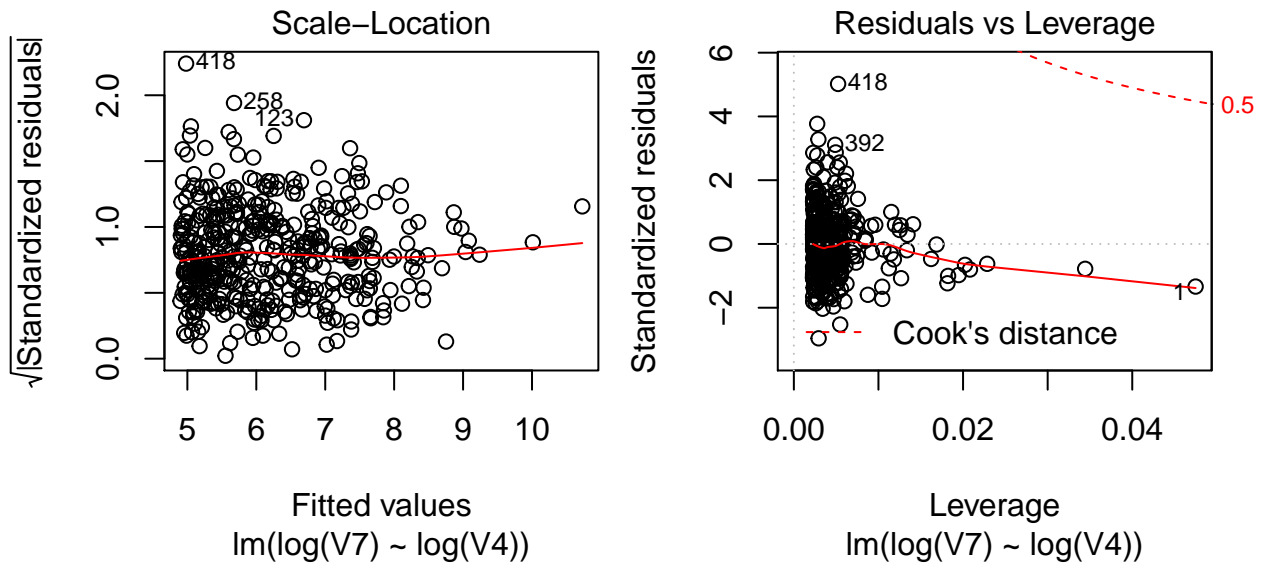 Scale−Location
√|Standardized residuals|
0.0
1.0
2.0
418
258
123
5
6
7
8
9
10
Fitted values
lm(log(V7) ~ log(V4))
Residuals vs Leverage
Standardized residuals
−2
0
2
4
6
418
392
1
0.5
Cook's distance
0.00
0.02
0.04
Leverage
lm(log(V7) ~ log(V4))